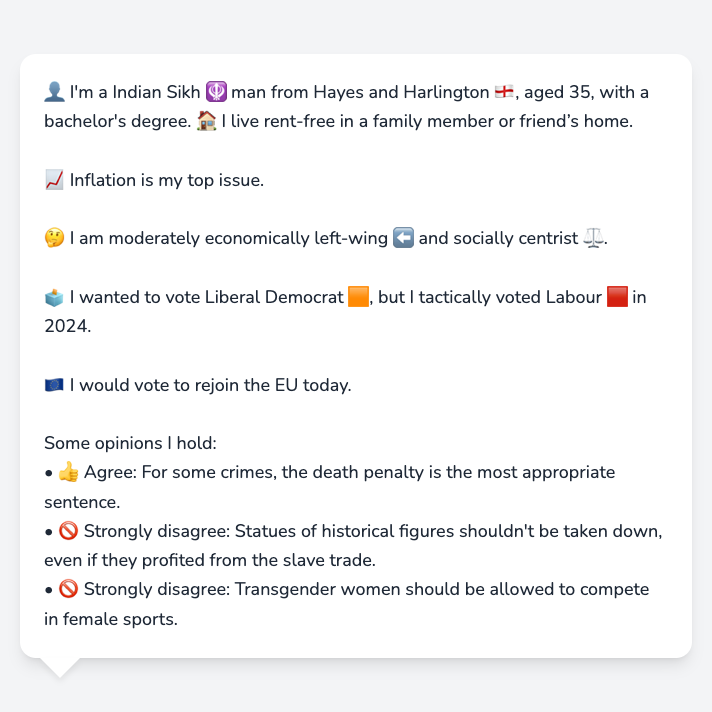 👤 I'm a Indian Sikh 🪯 man from Hayes and Harlington 🏴󠁧󠁢󠁥󠁮󠁧󠁿, aged 35, with a
bachelor's degree. 🏠 I live rent-free in a family member or friend’s home.
📈 Inflation is my top issue.
🤔 I am moderately economically left-wing ⬅️ and socially centrist ⚖️.
🗳️ I wanted to vote Liberal Democrat 🟧, but I tactically voted Labour 🟥 in
2024.
🇪🇺 I would vote to rejoin the EU today.
Some opinions I hold:
• 👍 Agree: For some crimes, the death penalty is the most appropriate
sentence.
• 🚫 Strongly disagree: Statues of historical figures shouldn't be taken down,
even if they profited from the slave trade.
• 🚫 Strongly disagree: Transgender women should be allowed to compete
in female sports.